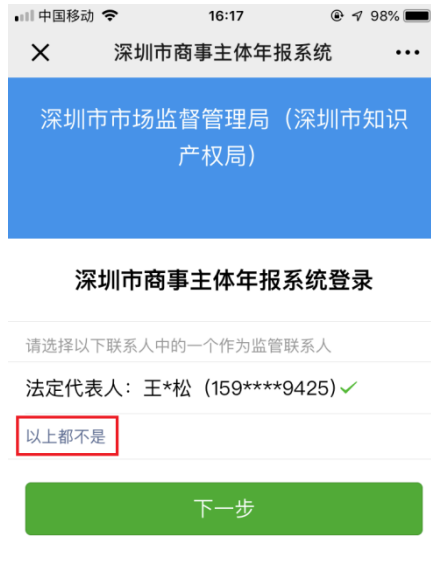 中国移动 16:17 98%
深圳市商事主体年报系统
深圳市市场监督管理局（深圳市知识
产权局）
深圳市商事主体年报系统登录
请选择以下联系人中的一个作为监管联系人
法定代表人：王*松（159****9425）
以上都不是
下一步